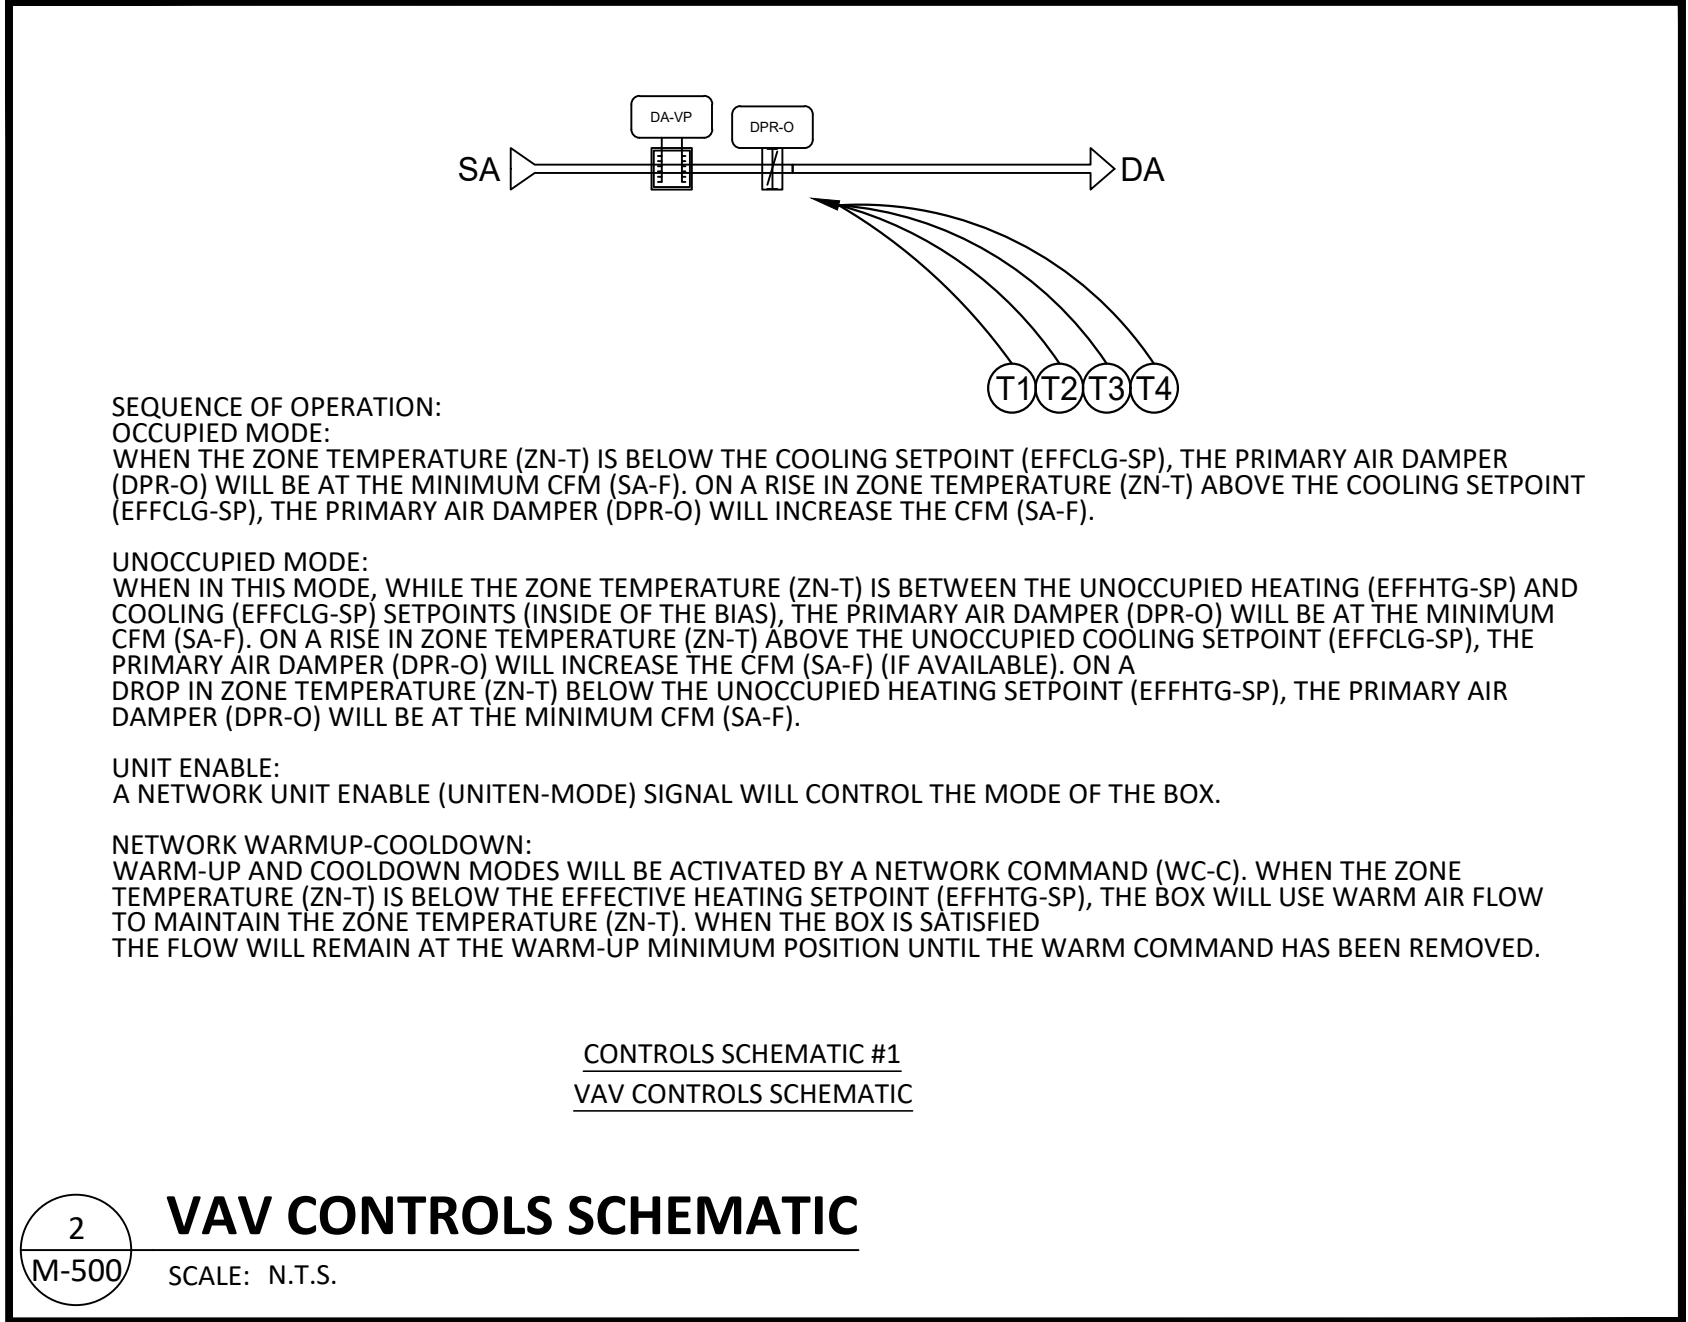 DA-VP
DPR-O
SA
DA
T1 T2 T3 T4
SEQUENCE OF OPERATION:
OCCUPIED MODE:
WHEN THE ZONE TEMPERATURE (ZN-T) IS BELOW THE COOLING SETPOINT (EFFCLG-SP), THE PRIMARY AIR DAMPER
(DPR-O) WILL BE AT THE MINIMUM CFM (SA-F). ON A RISE IN ZONE TEMPERATURE (ZN-T) ABOVE THE COOLING SETPOINT
(EFFCLG-SP), THE PRIMARY AIR DAMPER (DPR-O) WILL INCREASE THE CFM (SA-F).
UNOCCUPIED MODE:
WHEN IN THIS MODE, WHILE THE ZONE TEMPERATURE (ZN-T) IS BETWEEN THE UNOCCUPIED HEATING (EFFHTG-SP) AND
COOLING (EFFCLG-SP) SETPOINTS (INSIDE OF THE BIAS), THE PRIMARY AIR DAMPER (DPR-O) WILL BE AT THE MINIMUM
CFM (SA-F). ON A RISE IN ZONE TEMPERATURE (ZN-T) ABOVE THE UNOCCUPIED COOLING SETPOINT (EFFCLG-SP), THE
PRIMARY AIR DAMPER (DPR-O) WILL INCREASE THE CFM (SA-F) (IF AVAILABLE). ON A
DROP IN ZONE TEMPERATURE (ZN-T) BELOW THE UNOCCUPIED HEATING SETPOINT (EFFHTG-SP), THE PRIMARY AIR
DAMPER (DPR-O) WILL BE AT THE MINIMUM CFM (SA-F).
UNIT ENABLE:
A NETWORK UNIT ENABLE (UNITEN-MODE) SIGNAL WILL CONTROL THE MODE OF THE BOX.
NETWORK WARMUP-COOLDOWN:
WARM-UP AND COOLDOWN MODES WILL BE ACTIVATED BY A NETWORK COMMAND (WC-C). WHEN THE ZONE
TEMPERATURE (ZN-T) IS BELOW THE EFFECTIVE HEATING SETPOINT (EFFHTG-SP), THE BOX WILL USE WARM AIR FLOW
TO MAINTAIN THE ZONE TEMPERATURE (ZN-T). WHEN THE BOX IS SATISFIED
THE FLOW WILL REMAIN AT THE WARM-UP MINIMUM POSITION UNTIL THE WARM COMMAND HAS BEEN REMOVED.
CONTROLS SCHEMATIC #1
VAV CONTROLS SCHEMATIC
2
M-500
VAV CONTROLS SCHEMATIC
SCALE: N.T.S.